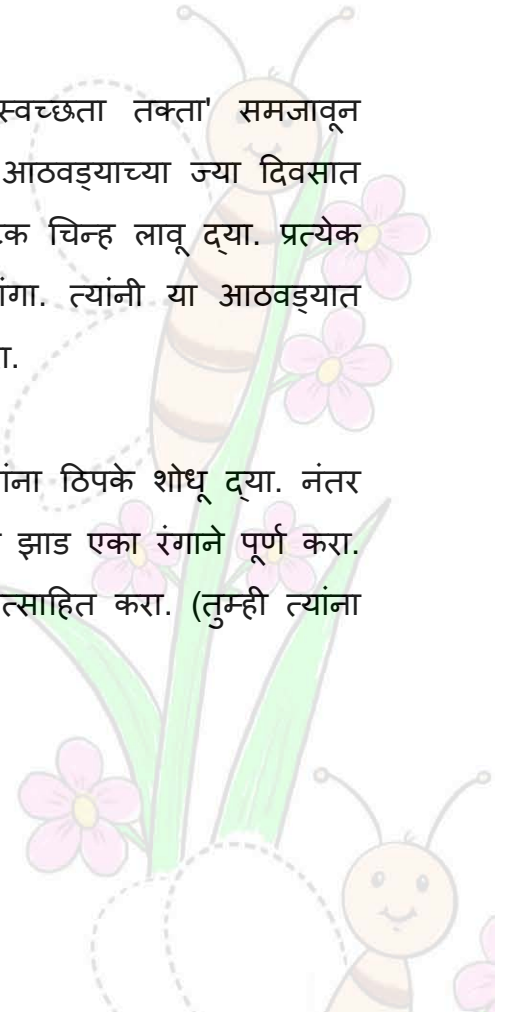 स्वच्छता तक्ता' समजावून
आठवड्याच्या ज्या दिवसात
चिन्ह लावू द्या. प्रत्येक
त्यांनी या आठवड्यात
ठिपके शोधू द्या. नंतर
झाड एका रंगाने पूर्ण करा.
करा. (तुम्ही त्यांना